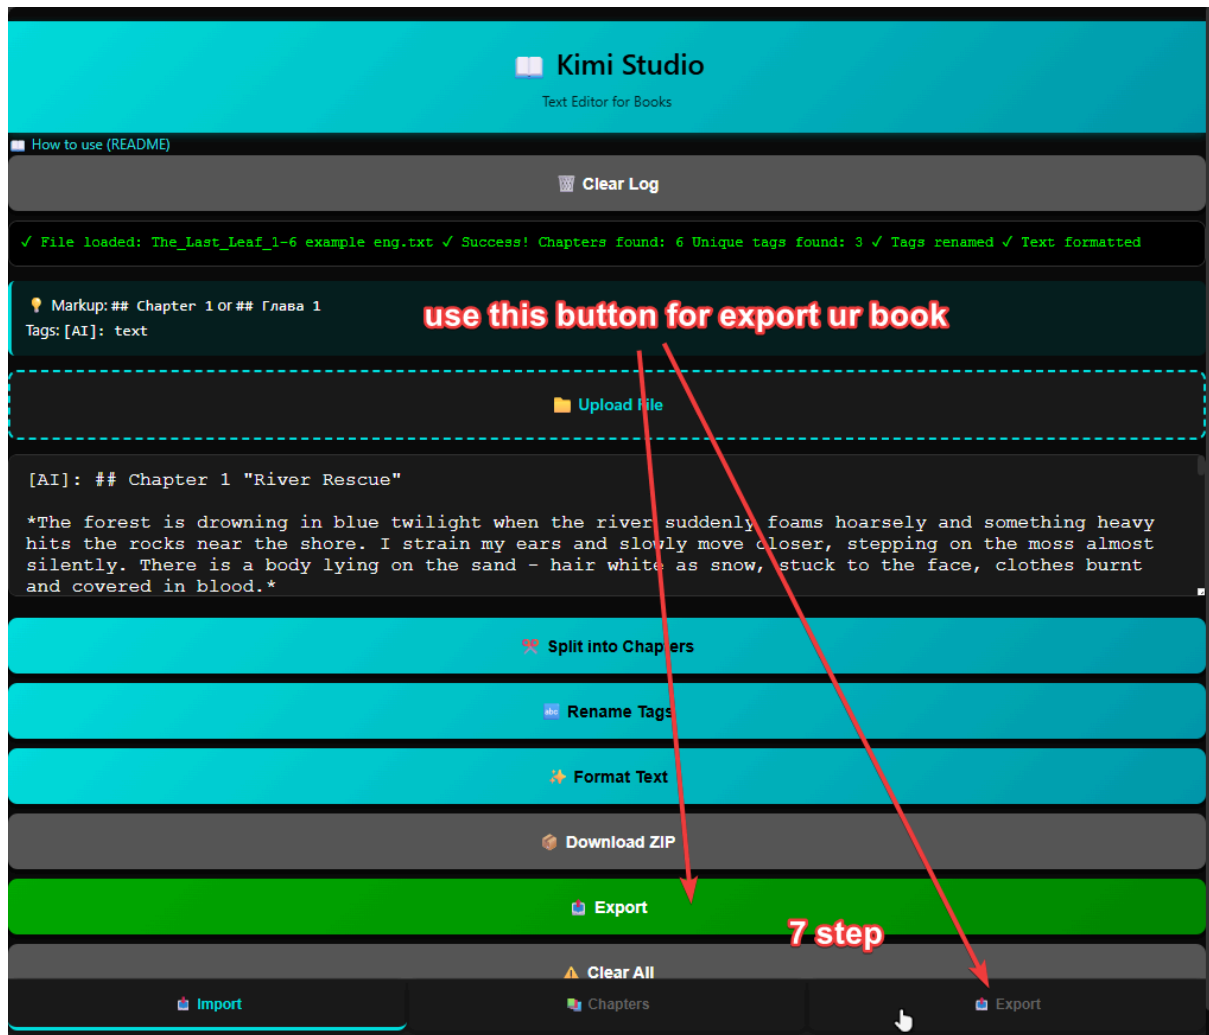 Kimi Studio
Text Editor for Books
How to use (README)
Clear Log
✓ File loaded: The_Last_Leaf_1-6 example eng.txt ✓ Success! Chapters found: 6 Unique tags found: 3 ✓ Tags renamed ✓ Text formatted
Markup: ## Chapter 1 or ## Глава 1
Tags: [AI]: text
use this button for export ur book
Upload File
[AI]: ## Chapter 1 "River Rescue"
*The forest is drowning in blue twilight when the river suddenly foams hoarsely and something heavy
hits the rocks near the shore. I strain my ears and slowly move closer, stepping on the moss almost
silently. There is a body lying on the sand - hair white as snow, stuck to the face, clothes burnt
and covered in blood.*
Split into Chapters
abc Rename Tags
Format Text
Download ZIP
Export
7 step
Clear All
Import
Chapters
Export